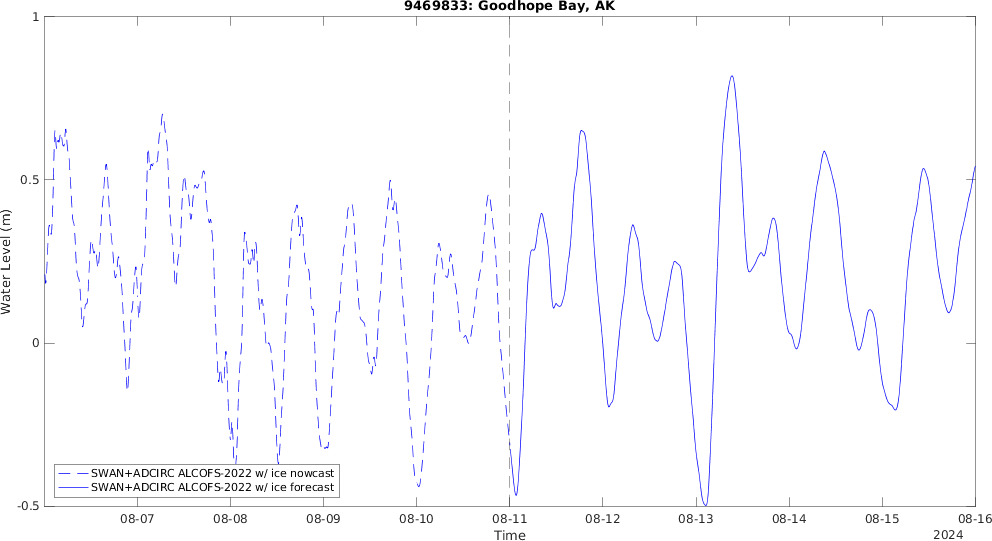 9469833: Goodhope Bay, AK
1
0.5
0
-0.5
Water Level (m)
SWAN+ADCIRC ALCOFS-2022 w/ ice nowcast
SWAN+ADCIRC ALCOFS-2022 w/ ice forecast
08-07 08-08 08-09 08-10 08-11 08-12 08-13 08-14 08-15 08-16
Time
2024